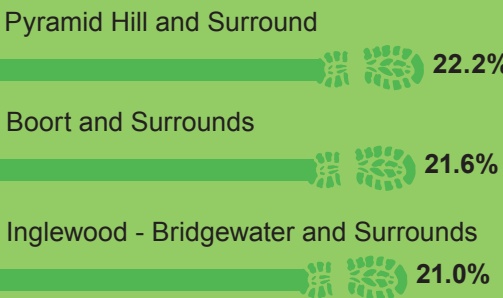 Pyramid Hill and Surround
22.2%
Boort and Surrounds
21.6%
Inglewood - Bridgewater and Surrounds
21.0%